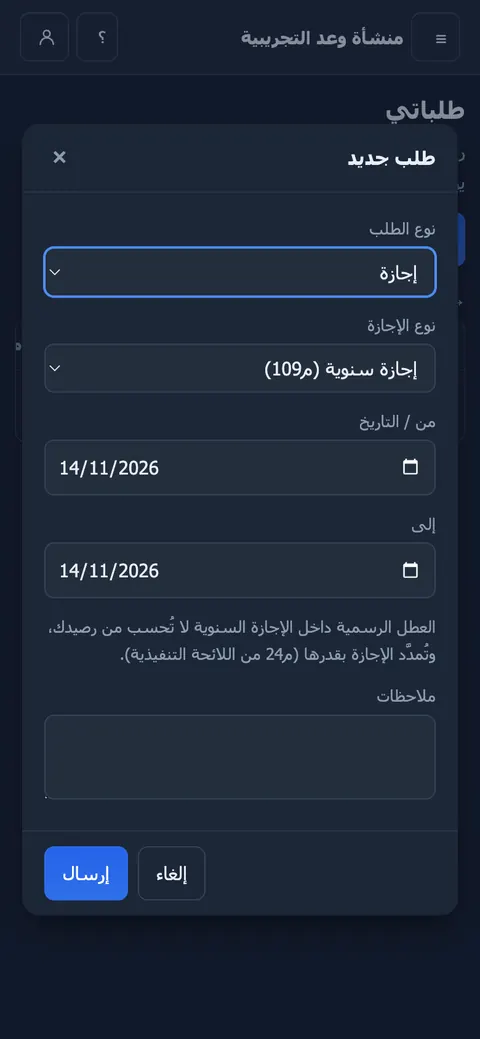 منشأة وعد التجريبية
؟
طلباتي
طلب جديد
نوع الطلب
إجازة
نوع الإجازة
إجازة سنوية (م109)
من / التاريخ
14/11/2026
إلى
14/11/2026
العطل الرسمية داخل الإجازة السنوية لا تُحسب من رصيدك،
وتُمدَّد الإجازة بقدرها (م24 من اللائحة التنفيذية).
ملاحظات
إلغاء
إرسال